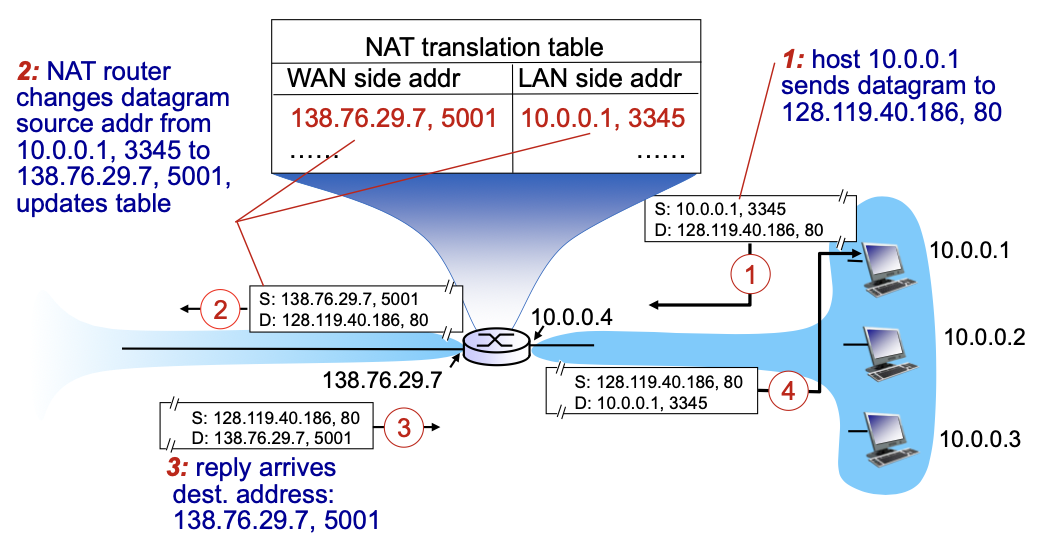 NAT translation table
WAN side addr LAN side addr
138.76.29.7, 5001 10.0.0.1, 3345
...... ......
2: NAT router
changes datagram
source addr from
10.0.0.1, 3345 to
138.76.29.7, 5001,
updates table
1: host 10.0.0.1
sends datagram to
128.119.40.186, 80
S: 10.0.0.1, 3345
D: 128.119.40.186, 80
1
10.0.0.1
2
S: 138.76.29.7, 5001
D: 128.119.40.186, 80
10.0.0.4
10.0.0.2
138.76.29.7
S: 128.119.40.186, 80
D: 10.0.0.1, 3345
4
S: 128.119.40.186, 80
D: 138.76.29.7, 5001
3
10.0.0.3
3: reply arrives
dest. address:
138.76.29.7, 5001